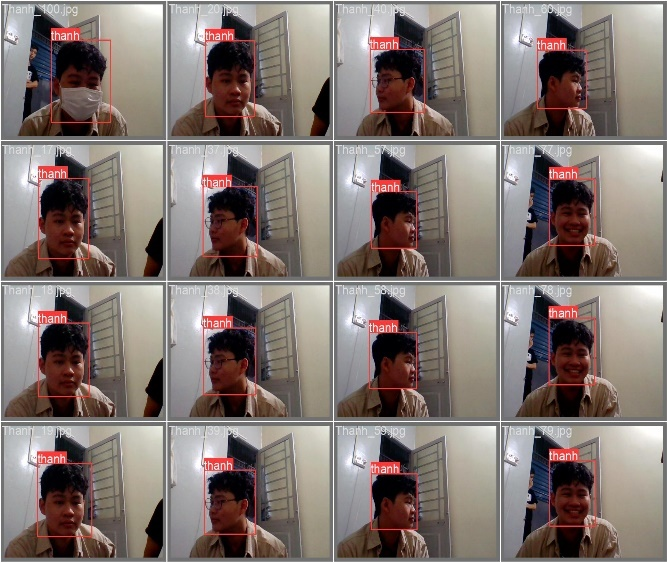 Thanh_100.jpg
thanh
Thanh_20.jpg
thanh
Thanh_40.jpg
thanh
Thanh_60.jpg
thanh
Thanh_17.jpg
thanh
Thanh_37.jpg
thanh
Thanh_57.jpg
thanh
Thanh_77.jpg
thanh
Thanh_18.jpg
thanh
Thanh_38.jpg
thanh
Thanh_58.jpg
thanh
Thanh_78.jpg
thanh
Thanh_19.jpg
thanh
Thanh_39.jpg
thanh
Thanh_59.jpg
thanh
Thanh_79.jpg
thanh